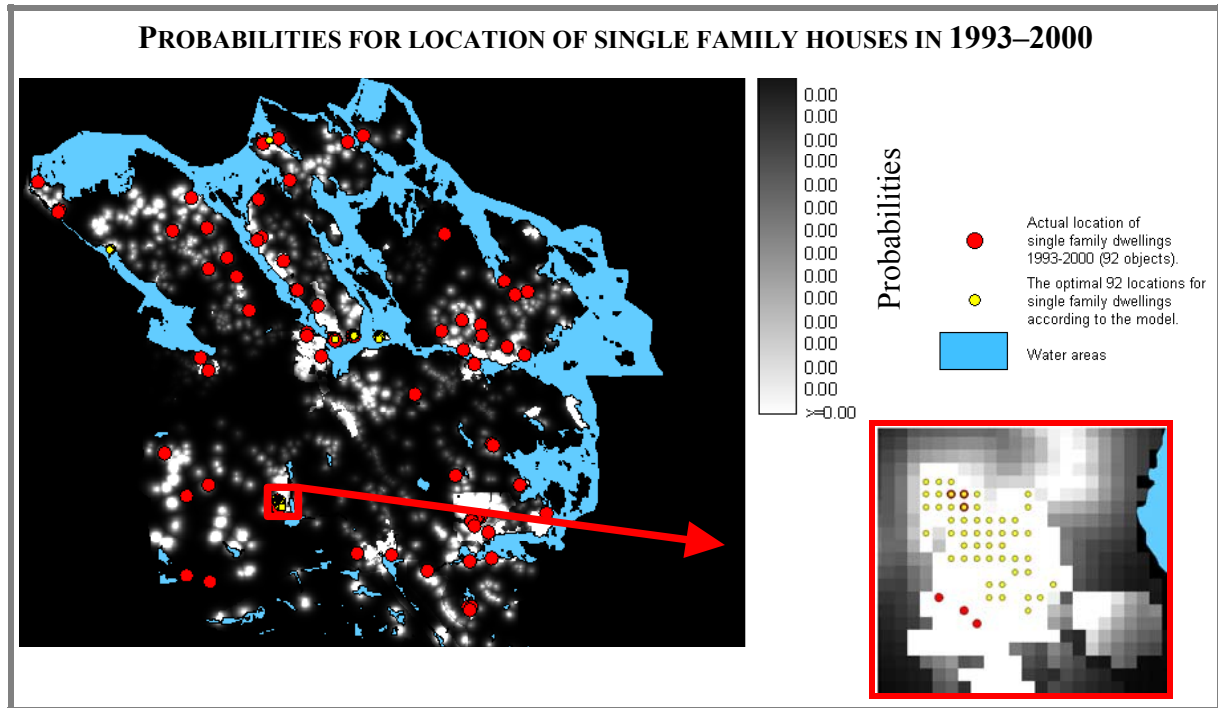 PROBABILITIES FOR LOCATION OF SINGLE FAMILY HOUSES IN 1993–2000
0.00
0.00
0.00
0.00
0.00
0.00
0.00
0.00
0.00
0.00
0.00
0.00
0.00
0.00
>=0.00
Probabilities
Actual location of
single family dwellings
1993-2000 (92 objects).
The optimal 92 locations for
single family dwellings
according to the model.
Water areas